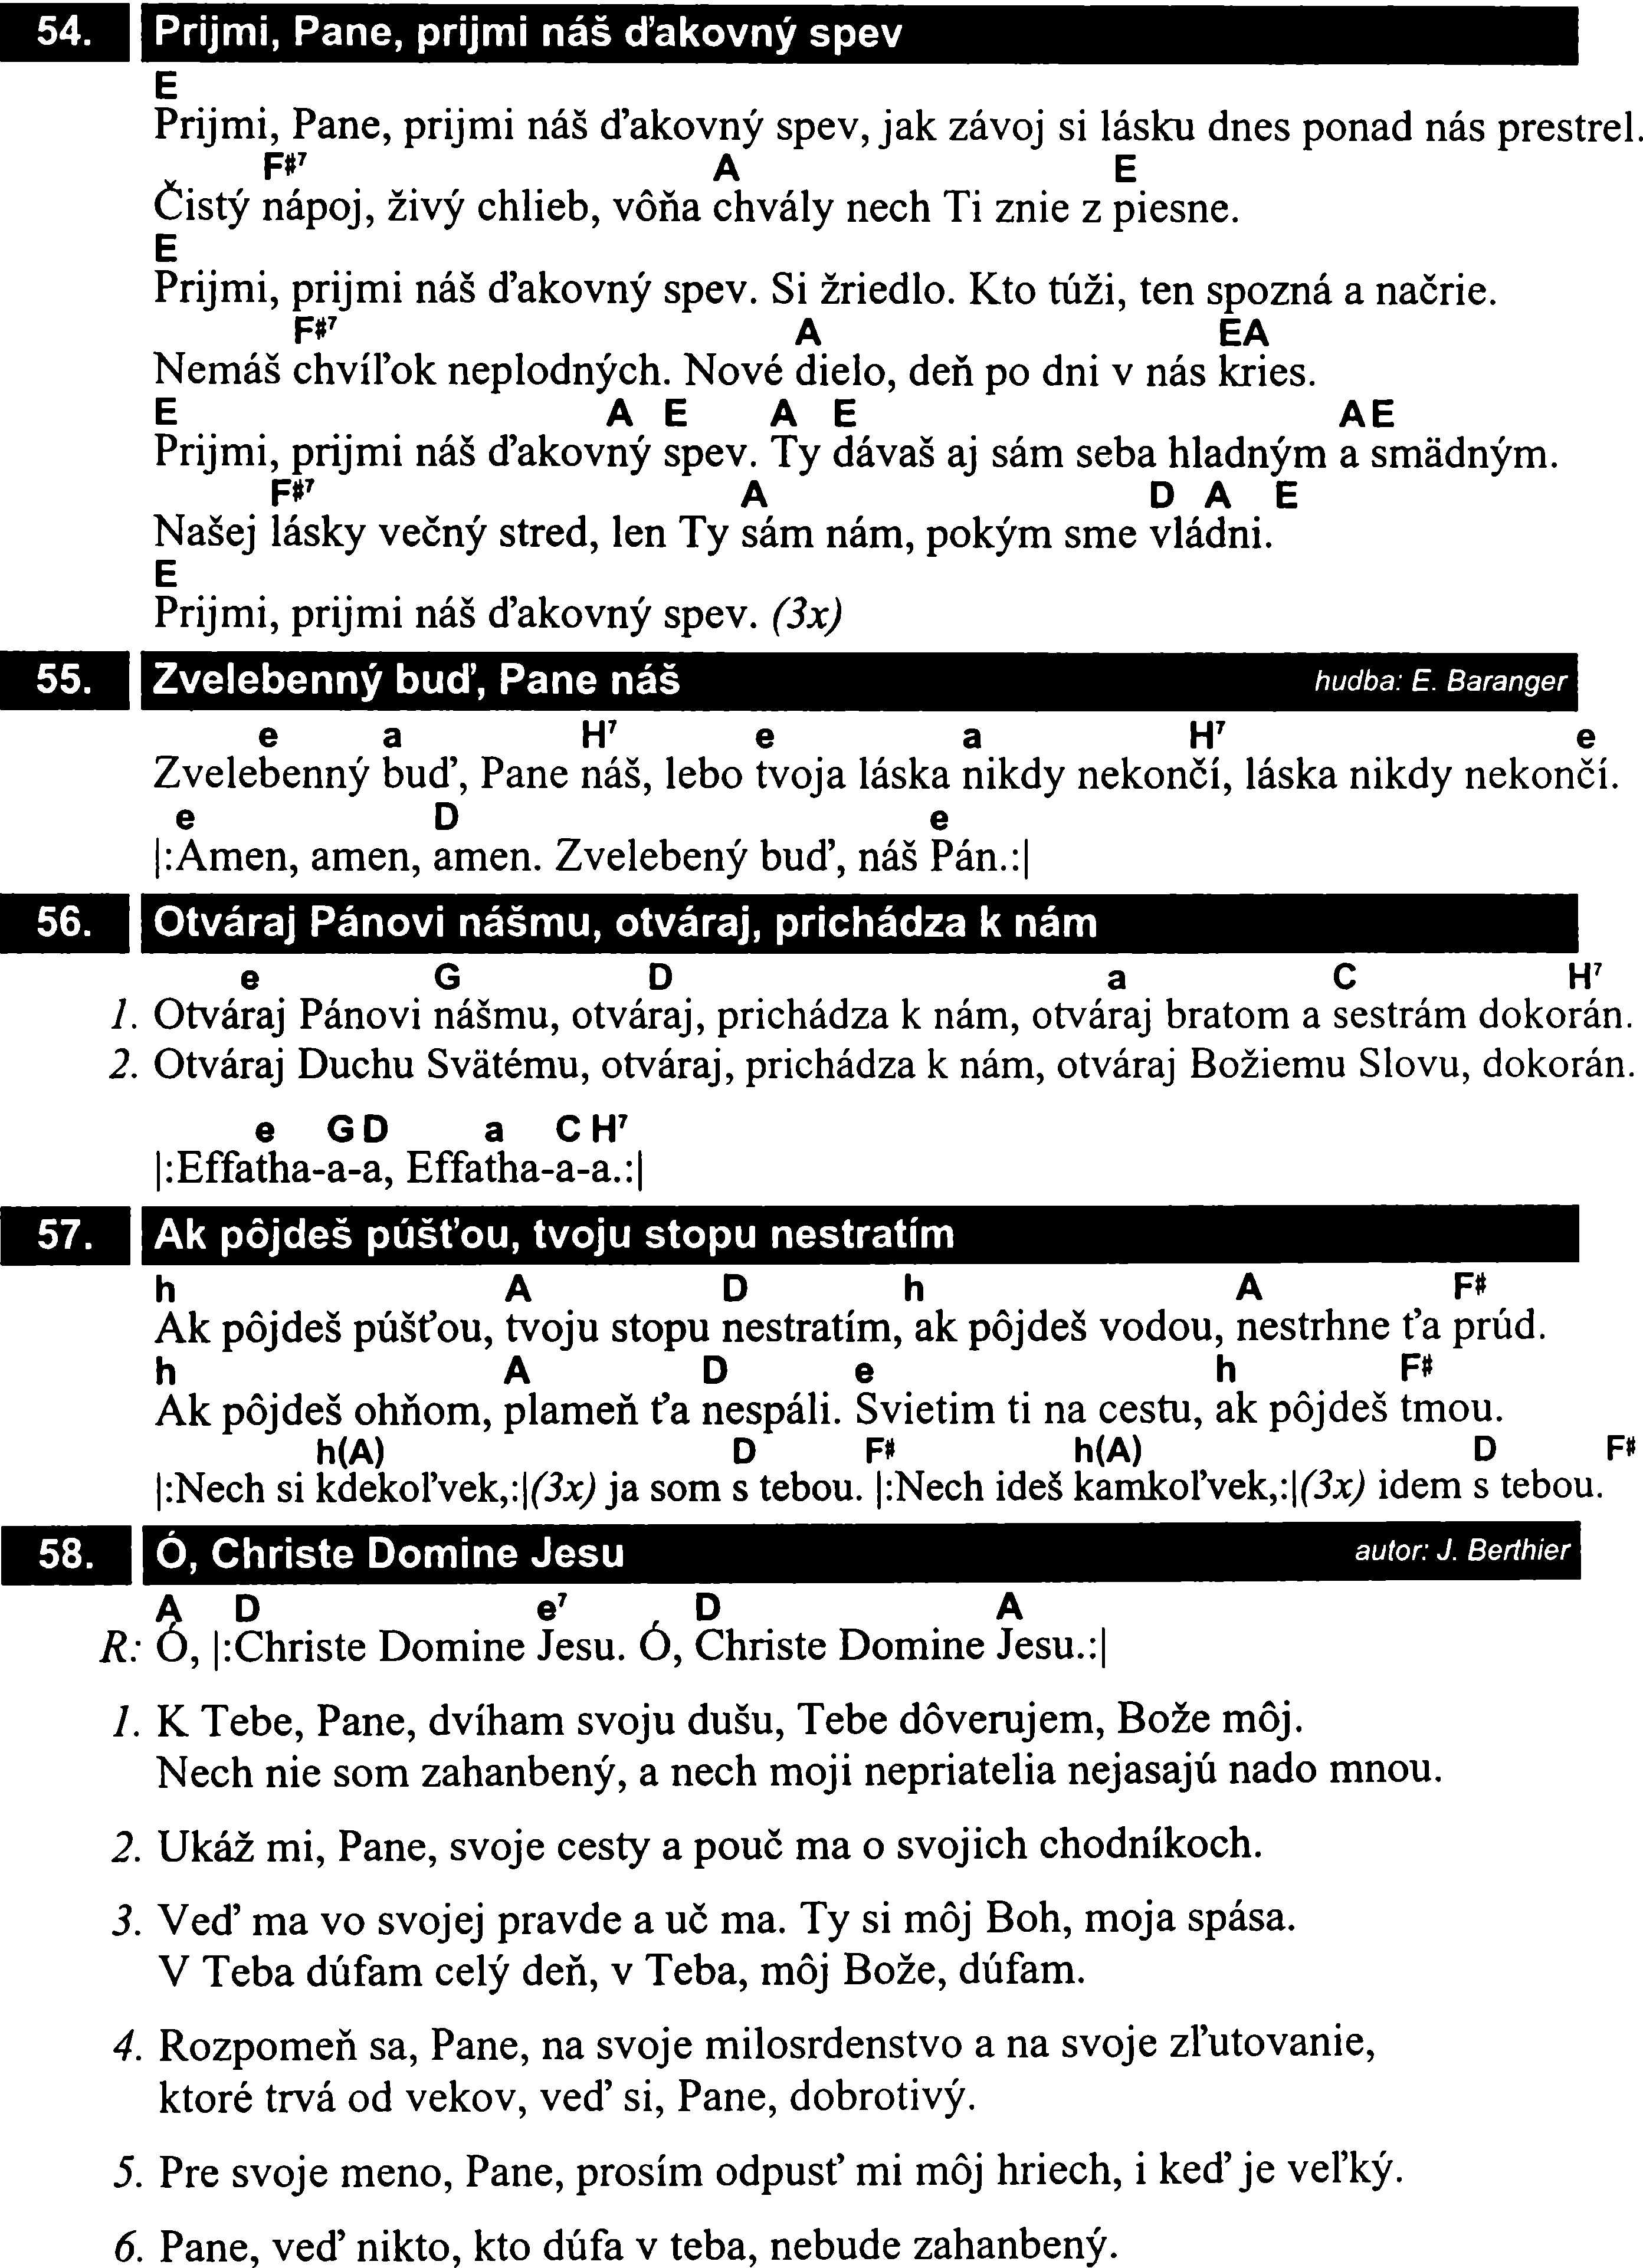 54. Prijmi, Pane, prijmi náš ďakovný spev
E
Prijmi, Pane, prijmi náš ďakovný spev, jak závoj si lásku dnes ponad nás prestrel.
F#7 A E
Čistý nápoj, živý chlieb, vôňa chvály nech Ti znie z piesne.
E
Prijmi, prijmi náš ďakovný spev. Si žriedlo. Kto túži, ten spozná a načrie.
F#7 A EA
Nemáš chvíľok neplodných. Nové dielo, deň po dni v nás kries.
E A E A E A E
Prijmi, prijmi náš ďakovný spev. Ty dávaš aj sám seba hladným a smädným.
F#7 A D A E
Našej lásky večný stred, len Ty sám nám, pokým sme vládni.
E
Prijmi, prijmi náš ďakovný spev. (3x)
55. Zvelebenný buď, Pane náš hudba: E. Baranger
e a H7 e a H7 e
Zvelebenný buď, Pane náš, lebo tvoja láska nikdy nekončí, láska nikdy nekončí.
e D e
|:Amen, amen, amen. Zvelebený buď, náš Pán.:|
56. Otváraj Pánovi nášmu, otváraj, prichádza k nám
e G D a C H7
1. Otváraj Pánovi nášmu, otváraj, prichádza k nám, otváraj bratom a sestrám dokorán.
2. Otváraj Duchu Svätému, otváraj, prichádza k nám, otváraj Božiemu Slovu, dokorán.
e G D a C H7
|:Effatha-a-a, Effatha-a-a.:|
57. Ak pôjdeš púšťou, tvoju stopu nestratím
h A D h A F#
Ak pôjdeš púšťou, tvoju stopu nestratím, ak pôjdeš vodou, nestrhne ťa prúd.
h A D e h F#
Ak pôjdeš ohňom, plameň ťa nespáli. Svietim ti na cestu, ak pôjdeš tmou.
h(A) D F# h(A) D F#
|:Nech si kdekoľvek,:|(3x) ja som s tebou. |:Nech ideš kamkoľvek,:|(3x) idem s tebou.
58. Ó, Christe Domine Jesu autor: J. Berthier
A D e7 D A
R: Ó, |:Christe Domine Jesu. Ó, Christe Domine Jesu.:|
1. K Tebe, Pane, dvíham svoju dušu, Tebe dôverujem, Bože môj.
Nech nie som zahanbený, a nech moji nepriatelia nejasajú nado mnou.
2. Ukáž mi, Pane, svoje cesty a pouč ma o svojich chodníkoch.
3. Veď ma vo svojej pravde a uč ma. Ty si môj Boh, moja spása.
V Teba dúfam celý deň, v Teba, môj Bože, dúfam.
4. Rozpomeň sa, Pane, na svoje milosrdenstvo a na svoje zľutovanie,
ktoré trvá od vekov, veď si, Pane, dobrotivý.
5. Pre svoje meno, Pane, prosím odpusť mi môj hriech, i keď je veľký.
6. Pane, veď nikto, kto dúfa v teba, nebude zahanbený.